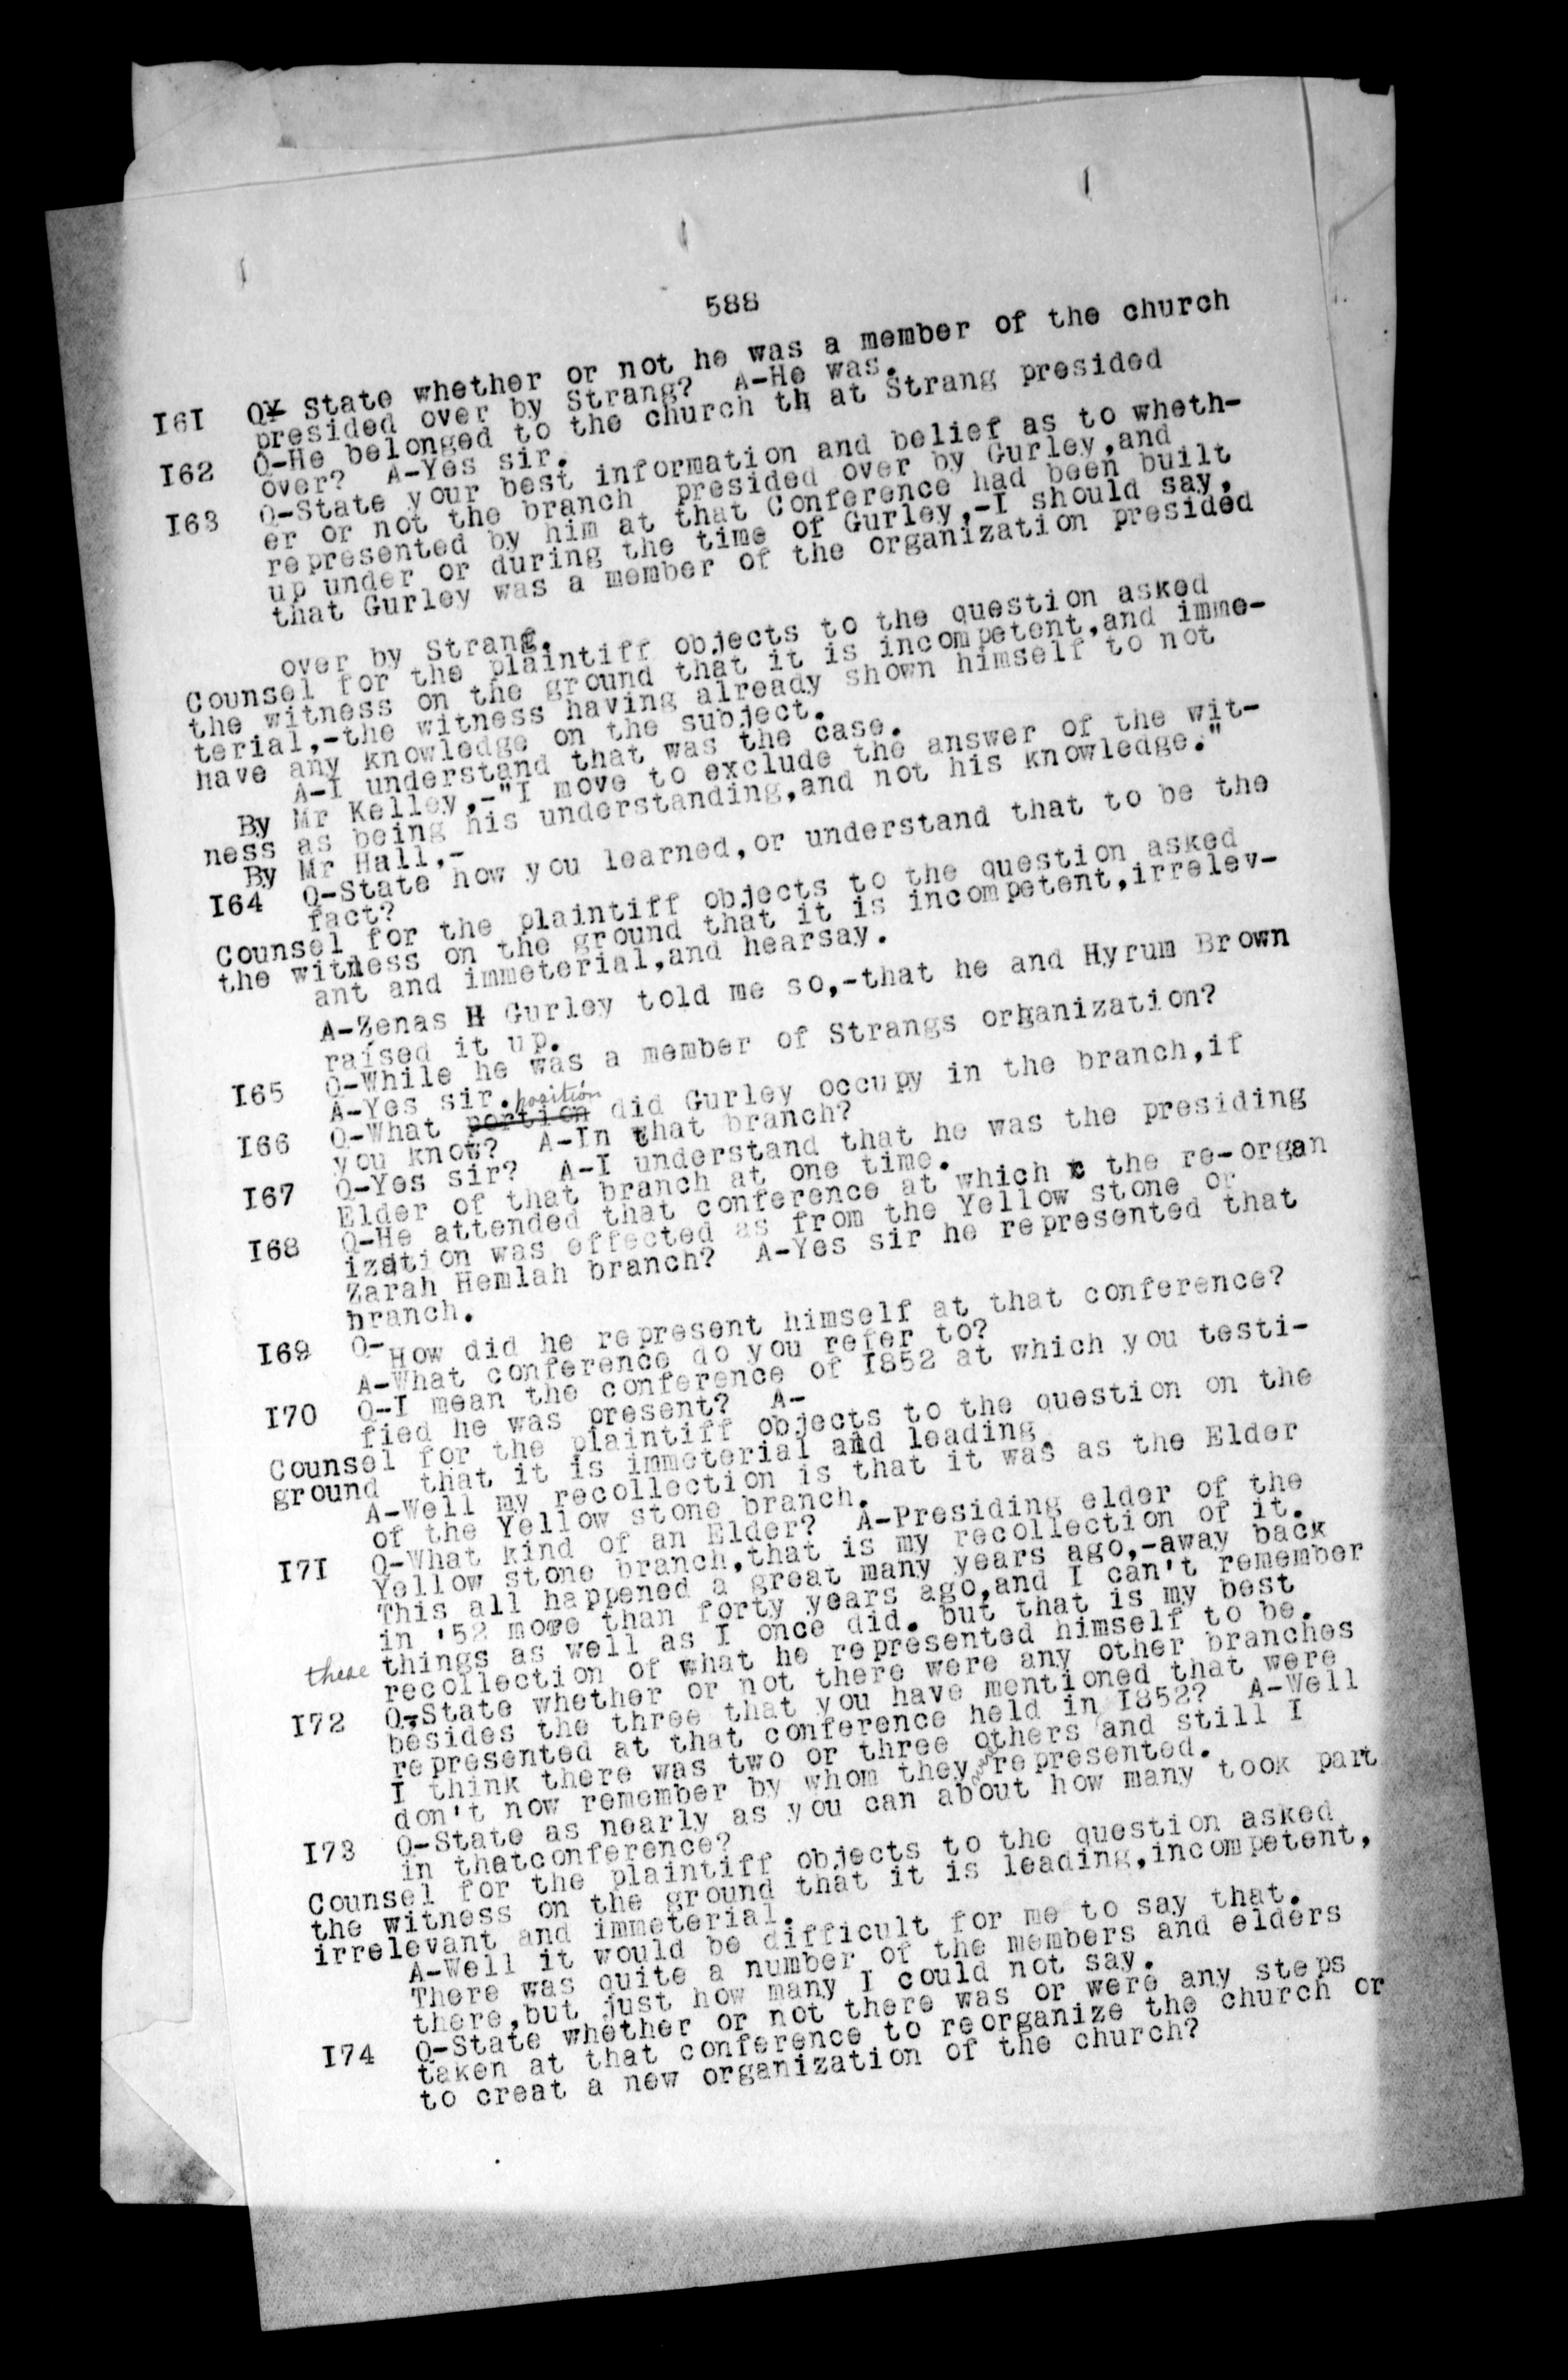 588
I6I Q- State whether or not he was a member of the church
presided over by Strang? A-He was.
I62 Q-He belonged to the church th at Strang presided
over? A-Yes sir.
I63 Q-State your best information and belief as to wheth-
er or not the branch presided over by Gurley,and
represented by him at that Conference had been built
up under or during the time of Gurley,-I should say,
that Gurley was a member of the organization presided
over by Strang.
Counsel for the plaintiff objects to the question asked
the witness on the ground that it is incompetent,and imme-
terial,-the witness having already shown himself to not
have any knowledge on the subject.
A-I understand that was the case.
By Mr Kelley,-"I move to exclude the answer of the wit-
ness as being his understanding,and not his knowledge."
By Mr Hall,-
I64 Q-State how you learned,or understand that to be the
fact?
Counsel for the plaintiff objects to the question asked
the witness on the ground that it is incompetent,irrelev-
ant and immeterial,and hearsay.
A-Zenas H Gurley told me so,-that he and Hyrum Brown
raised it up.
I65 Q-While he was a member of Strangs organization?
A-Yes sir.
I66 Q-What portion position did Gurley occupy in the branch,if
you know? A-In that branch?
I67 Q-Yes sir? A-I understand that he was the presiding
Elder of that branch at one time.
I68 Q-He attended that conference at which the re-organ
ization was effected as from the Yellow stone or
Zarah Hemlah branch? A-Yes sir he represented that
branch.
I69 Q-How did he represent himself at that conference?
A-What conference do you refer to?
I70 Q-I mean the conference of I852 at which you testi-
fied he was present? A-
Counsel for the plaintiff objects to the question on the
ground that it is immeterial and leading.
A-Well my recollection is that it was as the Elder
of the Yellow stone branch.
I7I Q-What kind of an Elder? A-Presiding elder of the
Yellow stone branch,that is my recollection of it.
This all happened a great many years ago,-away back
in '52 more than forty years ago,and I can't remember
these things as well as I once did. but that is my best
recollection of what he represented himself to be.
I72 Q-State whether or not there were any other branches
besides the three that you have mentioned that were
represented at that conference held in I852? A-Well
I think there was two or three others and still I
don't now remember by whom they were represented.
I73 Q-State as nearly as you can about how many took part
in thatconference?
Counsel for the plaintiff objects to the question asked
the witness on the ground that it is leading,incompetent,
irrelevant and immeterial.
A-Well it would be difficult for me to say that.
There was quite a number of the members and elders
there,but just how many I could not say.
I74 Q-State whether or not there was or were any steps
taken at that conference to reorganize the church or
to creat a new organization of the church?